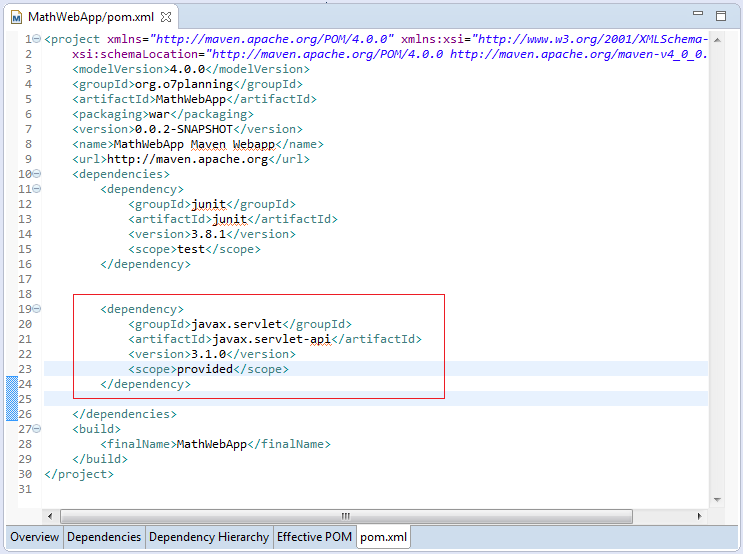 MathWebApp/pom.xml
1 <project xmlns="http://maven.apache.org/POM/4.0.0" xmlns:xsi="http://www.w3.org/2001/XMLSchema-
2     xsi:schemaLocation="http://maven.apache.org/POM/4.0.0 http://maven.apache.org/maven-v4_0_0.
3     <modelVersion>4.0.0</modelVersion>
4     <groupId>org.o7planning</groupId>
5     <artifactId>MathWebApp</artifactId>
6     <packaging>war</packaging>
7     <version>0.0.2-SNAPSHOT</version>
8     <name>MathWebApp Maven Webapp</name>
9     <url>http://maven.apache.org</url>
10     <dependencies>
11         <dependency>
12             <groupId>junit</groupId>
13             <artifactId>junit</artifactId>
14             <version>3.8.1</version>
15             <scope>test</scope>
16         </dependency>
17
18
19         <dependency>
20             <groupId>javax.servlet</groupId>
21             <artifactId>javax.servlet-api</artifactId>
22             <version>3.1.0</version>
23             <scope>provided</scope>
24         </dependency>
25
26     </dependencies>
27     <build>
28         <finalName>MathWebApp</finalName>
29     </build>
30 </project>
31
Overview Dependencies Dependency Hierarchy Effective POM pom.xml